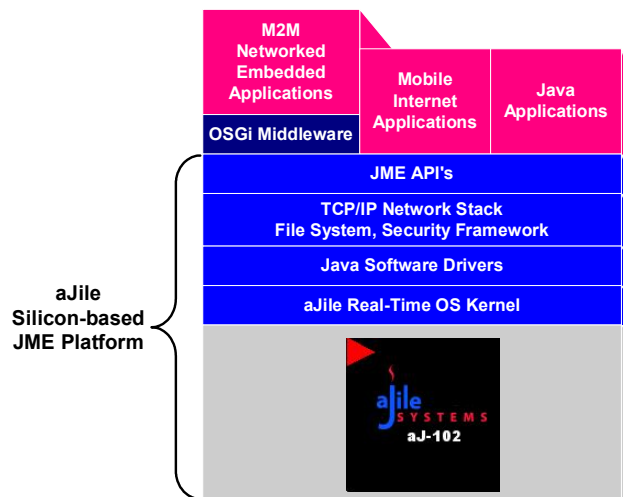 M2M
Networked
Embedded
Applications
OSGi Middleware
Mobile
Internet
Applications
Java
Applications
JME API's
TCP/IP Network Stack
File System, Security Framework
Java Software Drivers
aJile Real-Time OS Kernel
aJile
Silicon-based
JME Platform
aJile
SYSTEMS
aJ-102